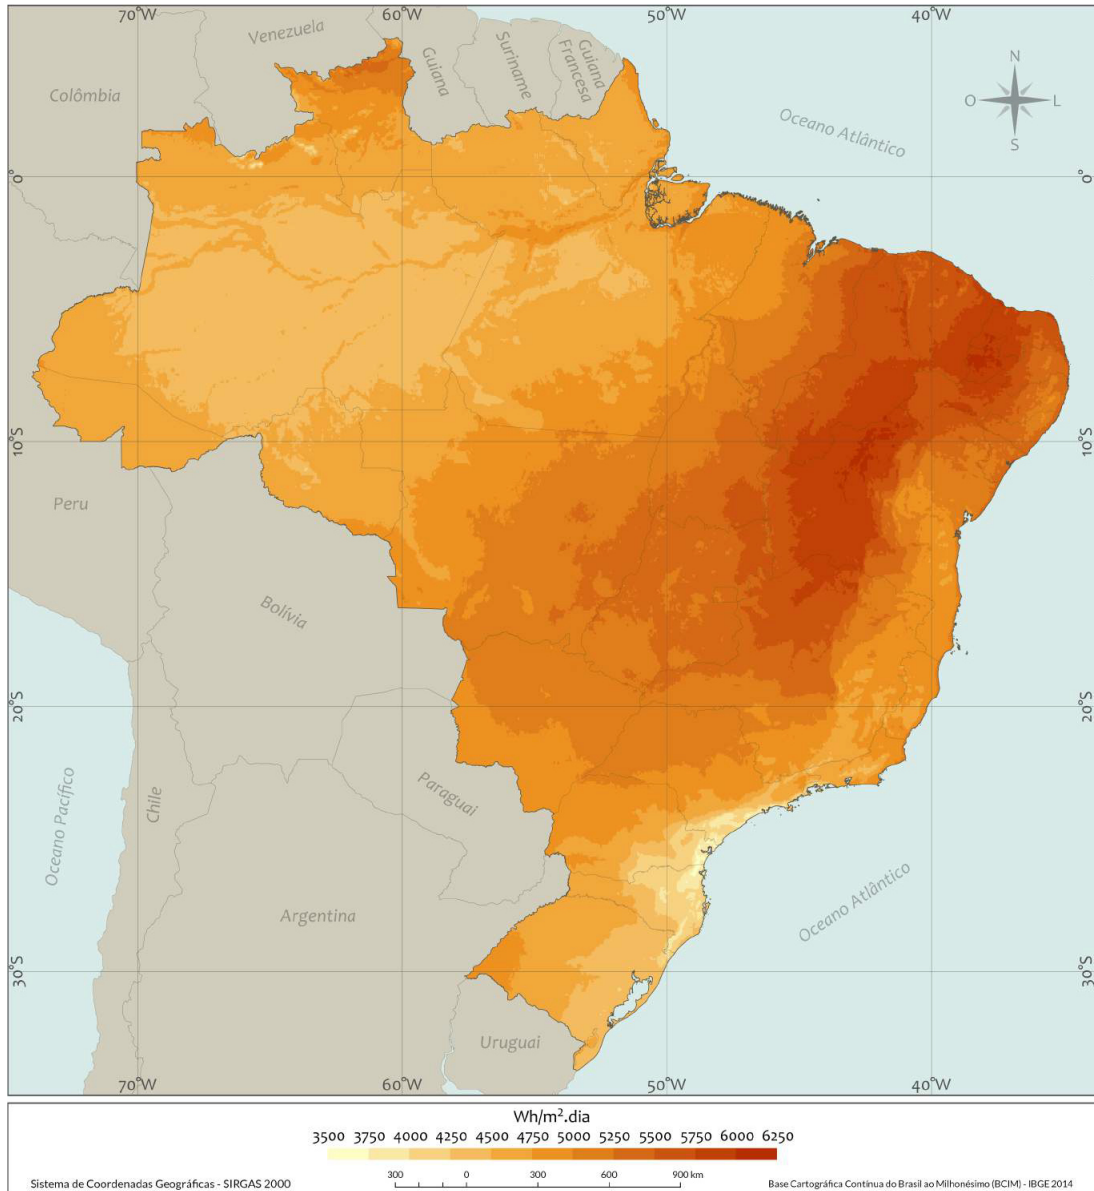 70°W 60°W 50°W 40°W
Venezuela
Guiana
Suriname
Guiana
Francesa
Colômbia
N
O L
S
Oceano Atlântico
0° 0°
10°S 10°S
Peru
Bolívia
20°S 20°S
Oceano Pacífico
Chile
Paraguai
Argentina
Oceano Atlântico
30°S 30°S
Uruguai
70°W 60°W 50°W 40°W
Wh/m².dia
3500 3750 4000 4250 4500 4750 5000 5250 5500 5750 6000 6250
300 0 300 600 900 km
Sistema de Coordenadas Geográficas - SIRGAS 2000
Base Cartográfica Contínua do Brasil ao Milhonésimo (BCIM) - IBGE 2014